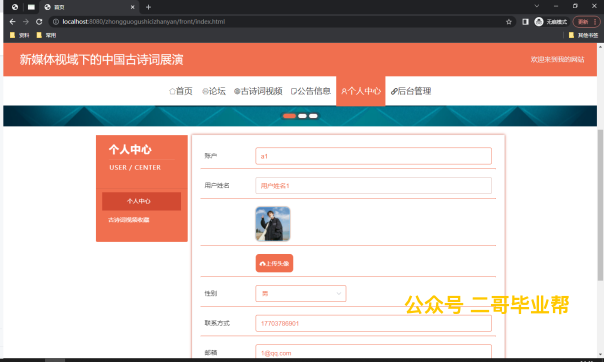 首页
localhost:8080/zhongguogushicizhanyan/front/index.html
无痕模式
更新
资料
常用
其他书签
新媒体视域下的中国古诗词展演
欢迎来到我的网站
首页
论坛
古诗词视频
公告信息
个人中心
后台管理
个人中心
USER / CENTER
个人中心
古诗词视频收藏
账户
a1
用户姓名
用户姓名1
上传头像
性别
男
联系方式
17703786901
邮箱
1@qq.com
公众号 二哥毕业帮